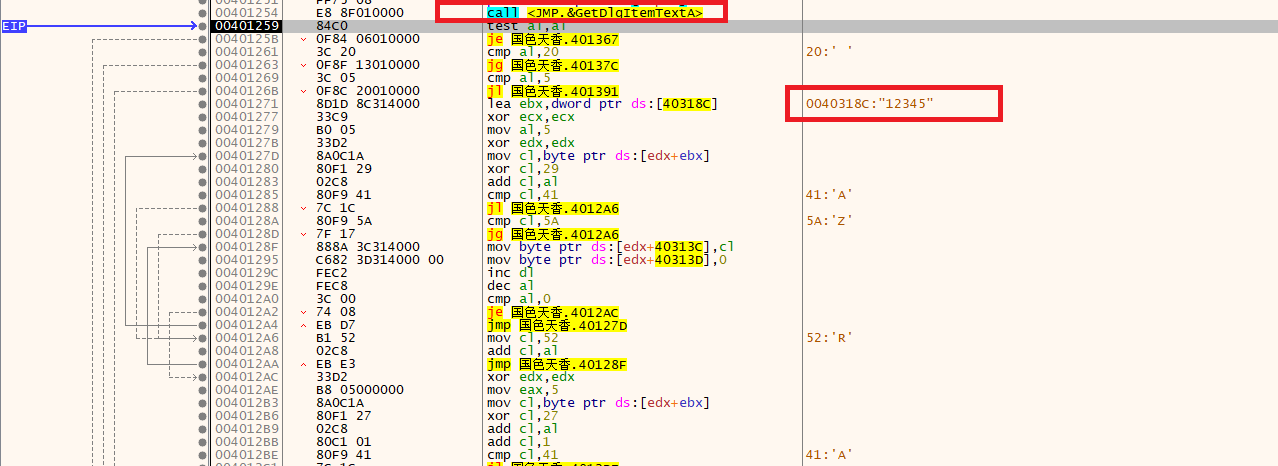 00401251 FF75 08
00401254 E8 8F010000 call <JMP.&GetDlgItemTextA>
EIP 00401259 84C0 test al,al
0040125B 0F84 06010000 je 国色天香.401367
00401261 3C 20 cmp al,20 20:' '
00401263 0F8F 13010000 jg 国色天香.40137C
00401269 3C 05 cmp al,5
0040126B 0F8C 20010000 jl 国色天香.401391
00401271 8D1D 8C314000 lea ebx,dword ptr ds:[40318C] 0040318C:"12345"
00401277 33C9 xor ecx,ecx
00401279 B0 05 mov al,5
0040127B 33D2 xor edx,edx
0040127D 8A0C1A mov cl,byte ptr ds:[edx+ebx]
00401280 80F1 29 xor cl,29
00401283 02C8 add cl,al
00401285 80F9 41 cmp cl,41 41:'A'
00401288 7C 1C jl 国色天香.4012A6
0040128A 80F9 5A cmp cl,5A 5A:'Z'
0040128D 7F 17 jg 国色天香.4012A6
0040128F 888A 3C314000 mov byte ptr ds:[edx+40313C],cl
00401295 C682 3D314000 00 mov byte ptr ds:[edx+40313D],0
0040129C FEC2 inc dl
0040129E FEC8 dec al
004012A0 3C 00 cmp al,0
004012A2 74 08 je 国色天香.4012AC
004012A4 EB D7 jmp 国色天香.40127D
004012A6 B1 52 mov cl,52 52:'R'
004012A8 02C8 add cl,al
004012AA EB E3 jmp 国色天香.40128F
004012AC 33D2 xor edx,edx
004012AE B8 05000000 mov eax,5
004012B3 8A0C1A mov cl,byte ptr ds:[edx+ebx]
004012B6 80F1 27 xor cl,27
004012B9 02C8 add cl,al
004012BB 80C1 01 add cl,1
004012BE 80F9 41 cmp cl,41 41:'A'